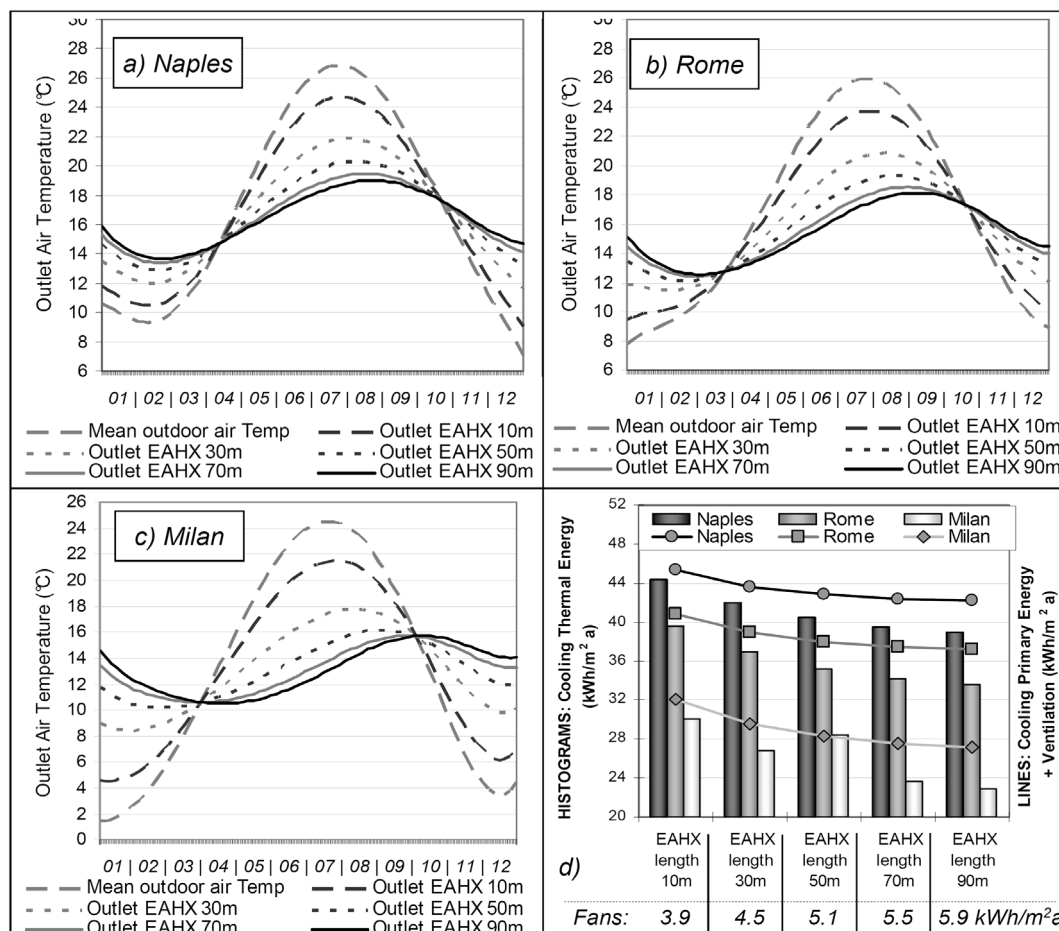 a) Naples
Outlet Air Temperature (℃)
30
28
26
24
22
20
18
16
14
12
10
8
6
01 | 02 | 03 | 04 | 05 | 06 | 07 | 08 | 09 | 10 | 11 | 12
Mean outdoor air Temp
Outlet EAHX 10m
Outlet EAHX 30m
Outlet EAHX 50m
Outlet EAHX 70m
Outlet EAHX 90m
b) Rome
Outlet Air Temperature (℃)
30
28
26
24
22
20
18
16
14
12
10
8
6
01 | 02 | 03 | 04 | 05 | 06 | 07 | 08 | 09 | 10 | 11 | 12
Mean outdoor air Temp
Outlet EAHX 10m
Outlet EAHX 30m
Outlet EAHX 50m
Outlet EAHX 70m
Outlet EAHX 90m
c) Milan
Outlet Air Temperature (℃)
26
24
22
20
18
16
14
12
10
8
6
4
2
0
01 | 02 | 03 | 04 | 05 | 06 | 07 | 08 | 09 | 10 | 11 | 12
Mean outdoor air Temp
Outlet EAHX 10m
Outlet EAHX 30m
Outlet EAHX 50m
Outlet EAHX 70m
Outlet EAHX 90m
HISTOGRAMS: Cooling Thermal Energy
(kWh/m² a)
52
48
44
40
36
32
28
24
20
Naples Rome Milan
Naples Rome Milan
LINES: Cooling Primary Energy
+ Ventilation (kWh/m² a)
d)
EAHX length 10m
EAHX length 30m
EAHX length 50m
EAHX length 70m
EAHX length 90m
Fans: 3.9 4.5 5.1 5.5 5.9 kWh/m²a